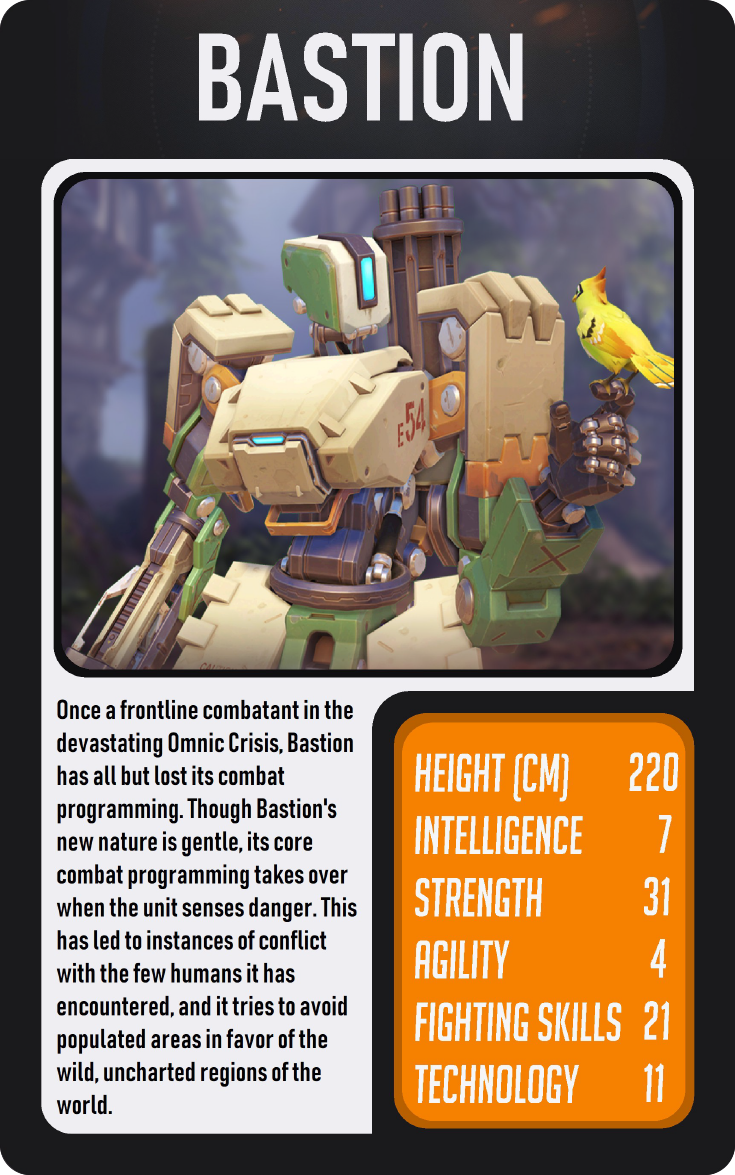 BASTION
E54
Once a frontline combatant in the
devastating Omnic Crisis, Bastion
has all but lost its combat
programming. Though Bastion's
new nature is gentle, its core
combat programming takes over
when the unit senses danger. This
has led to instances of conflict
with the few humans it has
encountered, and it tries to avoid
populated areas in favor of the
wild, uncharted regions of the
world.
HEIGHT (CM) 220
INTELLIGENCE 7
STRENGTH 31
AGILITY 4
FIGHTING SKILLS 21
TECHNOLOGY 11